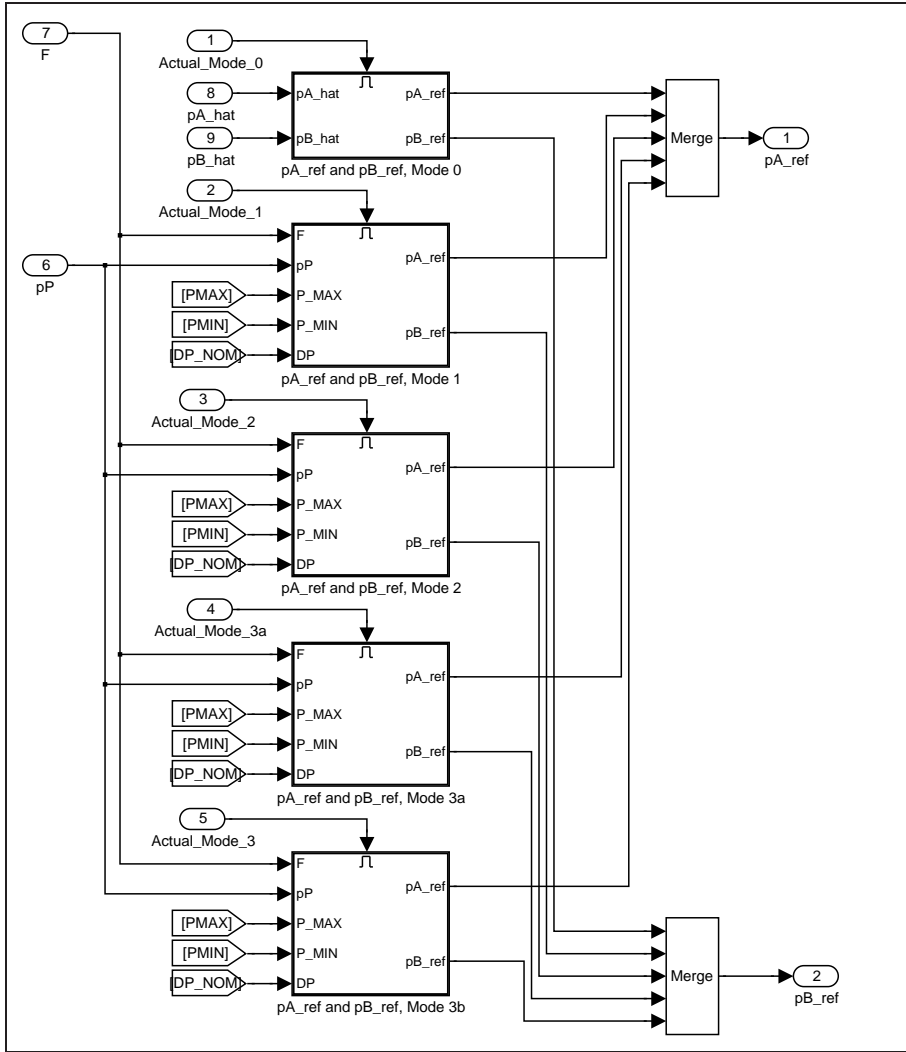 7
F
1
Actual_Mode_0
8
pA_hat
9
pB_hat
pA_hat
pB_hat
pA_ref
pB_ref
pA_ref and pB_ref, Mode 0
Merge
1
pA_ref
2
Actual_Mode_1
6
pP
[PMAX]
[PMIN]
[DP_NOM]
F
pP
P_MAX
P_MIN
DP
pA_ref
pB_ref
pA_ref and pB_ref, Mode 1
3
Actual_Mode_2
[PMAX]
[PMIN]
[DP_NOM]
F
pP
P_MAX
P_MIN
DP
pA_ref
pB_ref
pA_ref and pB_ref, Mode 2
4
Actual_Mode_3a
[PMAX]
[PMIN]
[DP_NOM]
F
pP
P_MAX
P_MIN
DP
pA_ref
pB_ref
pA_ref and pB_ref, Mode 3a
5
Actual_Mode_3
[PMAX]
[PMIN]
[DP_NOM]
F
pP
P_MAX
P_MIN
DP
pA_ref
pB_ref
pA_ref and pB_ref, Mode 3b
Merge
2
pB_ref